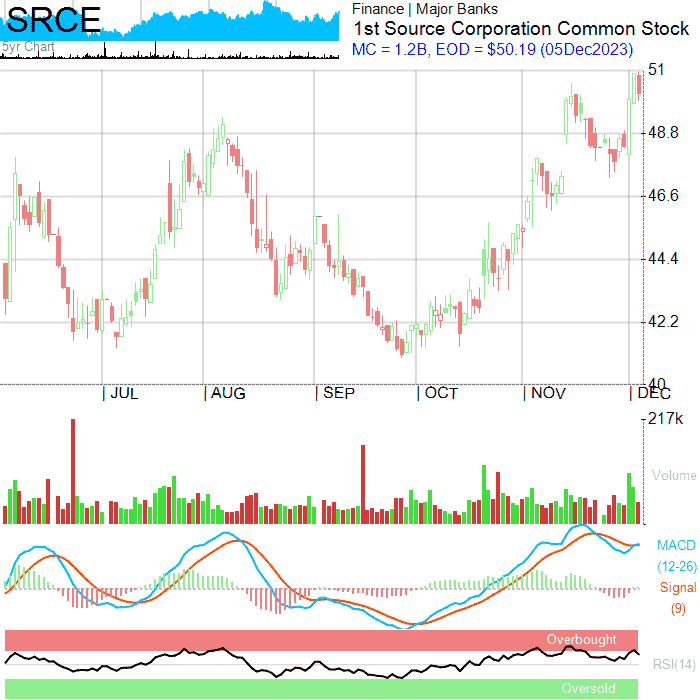 SRCE
5yr Chart
Finance | Major Banks
1st Source Corporation Common Stock
MC = 1.2B, EOD = $50.19 (05Dec2023)
51
48.8
46.6
44.4
42.2
40
| JUL | AUG | SEP | OCT | NOV | DEC
217k
Volume
MACD
(12-26)
Signal
(9)
Overbought
RSI(14)
Oversold